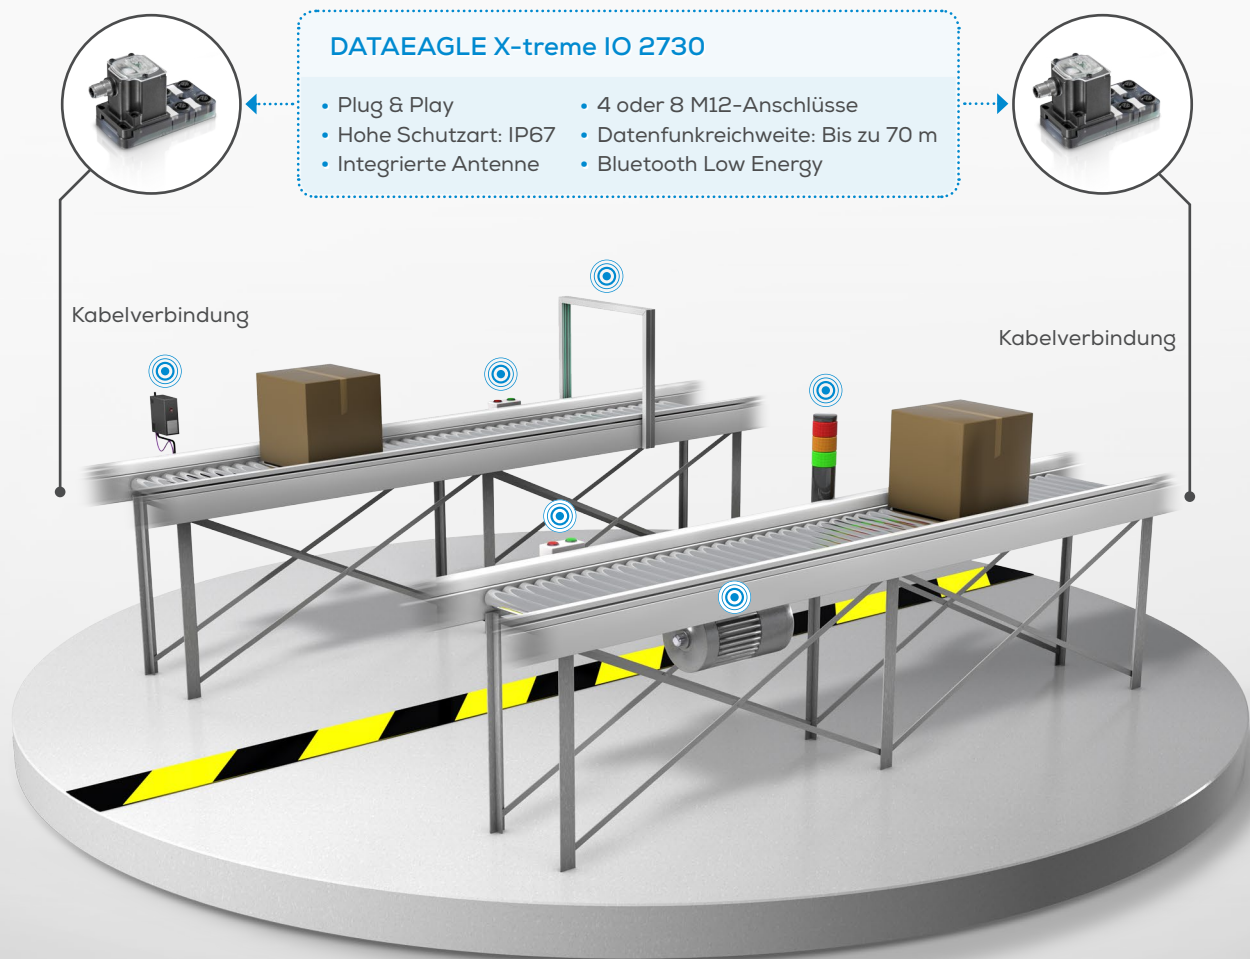 DATAEAGLE X-treme IO 2730
• Plug & Play
• Hohe Schutzart: IP67
• Integrierte Antenne
• 4 oder 8 M12-Anschlüsse
• Datenfunkreichweite: Bis zu 70 m
• Bluetooth Low Energy
Kabelverbindung
Kabelverbindung